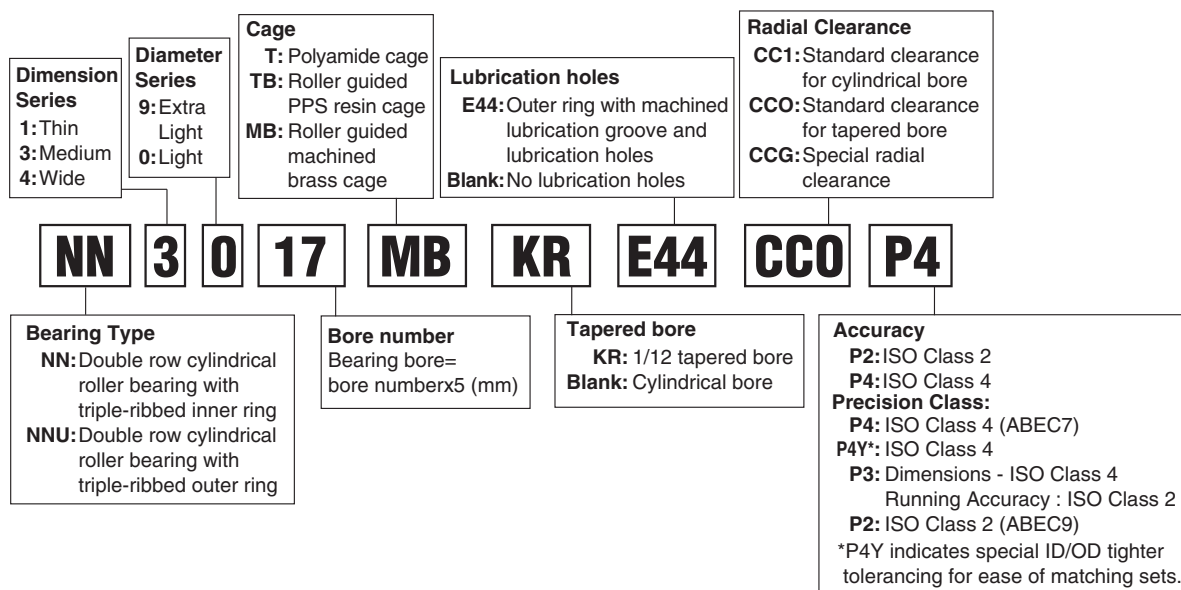 Dimension
Series
1: Thin
3: Medium
4: Wide
Diameter
Series
9: Extra
Light
0: Light
Cage
T: Polyamide cage
TB: Roller guided
PPS resin cage
MB: Roller guided
machined
brass cage
Lubrication holes
E44: Outer ring with machined
lubrication groove and
lubrication holes
Blank: No lubrication holes
Radial Clearance
CC1: Standard clearance
for cylindrical bore
CCO: Standard clearance
for tapered bore
CCG: Special radial
clearance
NN 3 0 17 MB KR E44 CC0 P4
Bearing Type
NN: Double row cylindrical
roller bearing with
triple-ribbed inner ring
NNU: Double row cylindrical
roller bearing with
triple-ribbed outer ring
Bore number
Bearing bore=
bore numberx5 (mm)
Tapered bore
KR: 1/12 tapered bore
Blank: Cylindrical bore
Accuracy
P2: ISO Class 2
P4: ISO Class 4
Precision Class:
P4: ISO Class 4 (ABEC7)
P4Y*: ISO Class 4
P3: Dimensions - ISO Class 4
Running Accuracy : ISO Class 2
P2: ISO Class 2 (ABEC9)
*P4Y indicates special ID/OD tighter
tolerancing for ease of matching sets.